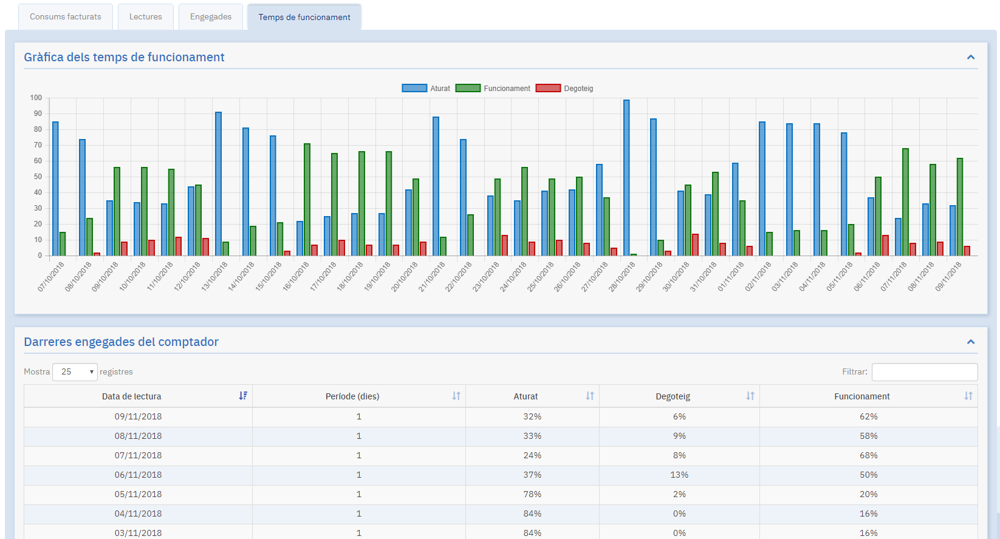 Consums facturats Lectures Engegades Temps de funcionament
Gràfica dels temps de funcionament
Aturat Funcionament Degoteig
100
90
80
70
60
50
40
30
20
10
0
07/10/2018 08/10/2018 09/10/2018 10/10/2018 11/10/2018 12/10/2018 13/10/2018 14/10/2018 15/10/2018 16/10/2018 17/10/2018 18/10/2018 19/10/2018 20/10/2018 21/10/2018 22/10/2018 23/10/2018 24/10/2018 25/10/2018 26/10/2018 27/10/2018 28/10/2018 29/10/2018 30/10/2018 31/10/2018 01/11/2018 02/11/2018 03/11/2018 04/11/2018 05/11/2018 06/11/2018 07/11/2018 08/11/2018 09/11/2018
Darreres engegades del comptador
Mostra 25 registres Filtrar:
Data de lectura Període (dies) Aturat Degoteig Funcionament
09/11/2018 1 32% 6% 62%
08/11/2018 1 33% 9% 58%
07/11/2018 1 24% 8% 68%
06/11/2018 1 37% 13% 50%
05/11/2018 1 78% 2% 20%
04/11/2018 1 84% 0% 16%
03/11/2018 1 84% 0% 16%